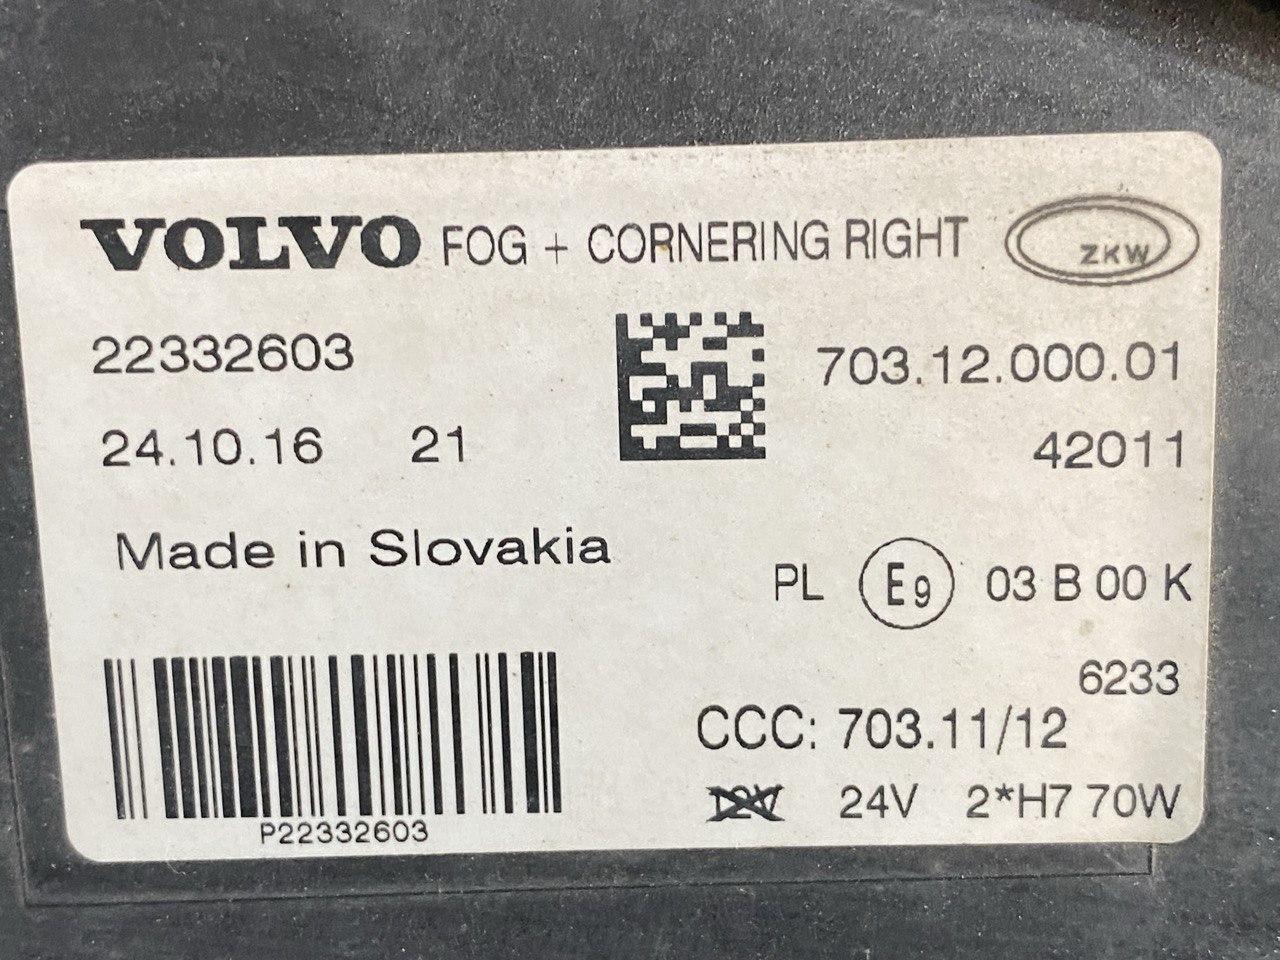 VOLVO FOG + CORNERING RIGHT ZKW
22332603 703.12.000.01
24.10.16 21 42011
Made in Slovakia
PL E9 03 B 00 K
6233
CCC: 703.11/12
12V 24V 2*H7 70W
P22332603